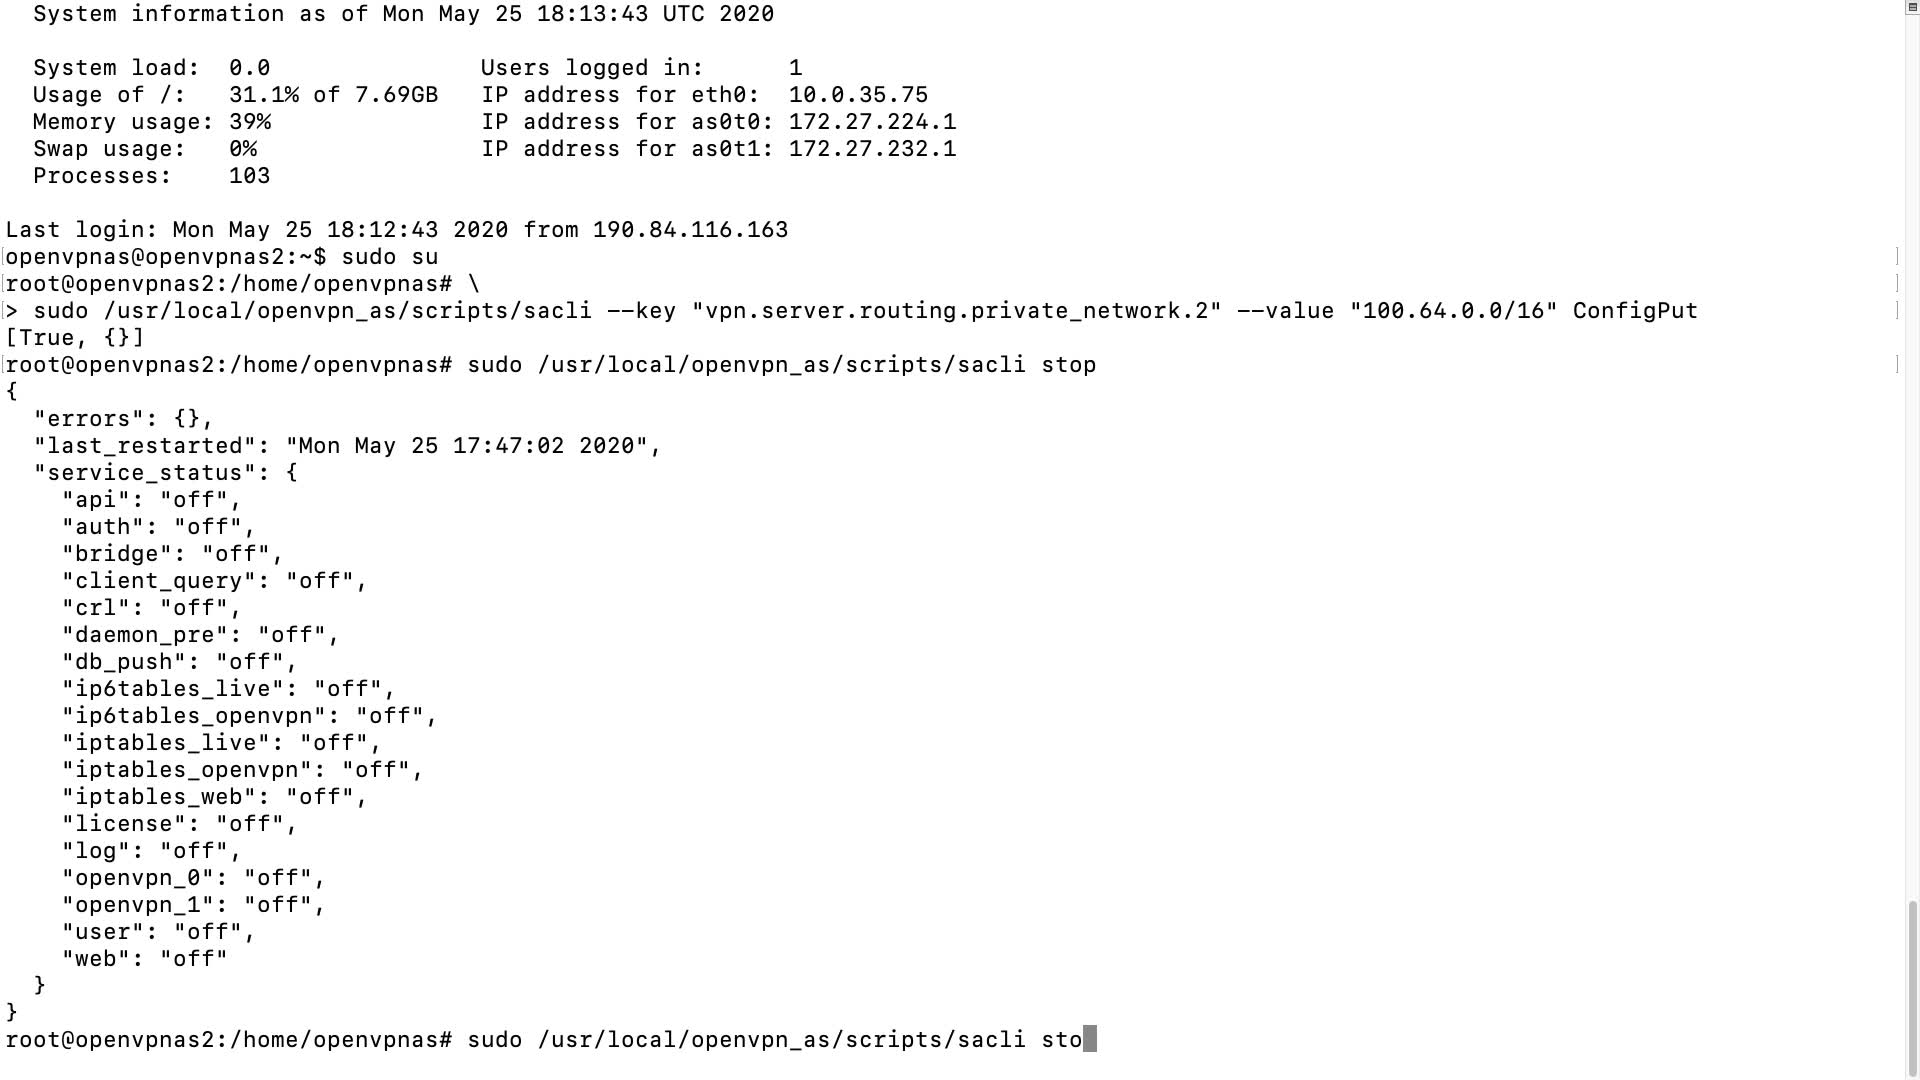 System information as of Mon May 25 18:13:43 UTC 2020
System load:  0.0               Users logged in:      1
Usage of /:   31.1% of 7.69GB   IP address for eth0:  10.0.35.75
Memory usage: 39%               IP address for as0t0: 172.27.224.1
Swap usage:   0%                IP address for as0t1: 172.27.232.1
Processes:    103
Last login: Mon May 25 18:12:43 2020 from 190.84.116.163
openvpnas@openvpnas2:~$ sudo su
root@openvpnas2:/home/openvpnas# \
> sudo /usr/local/openvpn_as/scripts/sacli --key "vpn.server.routing.private_network.2" --value "100.64.0.0/16" ConfigPut
[True, {}]
root@openvpnas2:/home/openvpnas# sudo /usr/local/openvpn_as/scripts/sacli stop
{
  "errors": {},
  "last_restarted": "Mon May 25 17:47:02 2020",
  "service_status": {
    "api": "off",
    "auth": "off",
    "bridge": "off",
    "client_query": "off",
    "crl": "off",
    "daemon_pre": "off",
    "db_push": "off",
    "ip6tables_live": "off",
    "ip6tables_openvpn": "off",
    "iptables_live": "off",
    "iptables_openvpn": "off",
    "iptables_web": "off",
    "license": "off",
    "log": "off",
    "openvpn_0": "off",
    "openvpn_1": "off",
    "user": "off",
    "web": "off"
  }
}
root@openvpnas2:/home/openvpnas# sudo /usr/local/openvpn_as/scripts/sacli sto